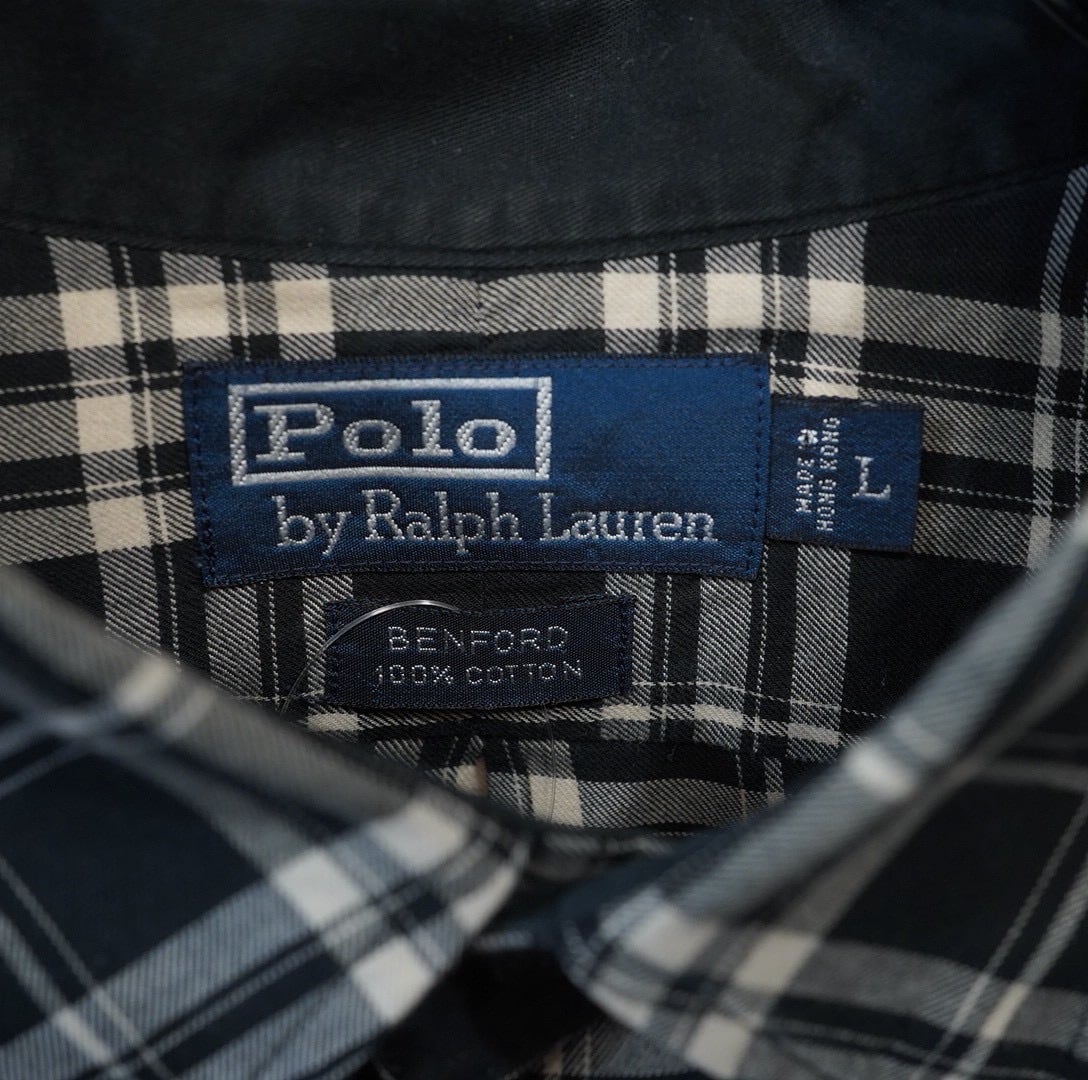 Polo
by Ralph Lauren
MADE IN
HONG KONG
L
BENFORD
100% COTTON